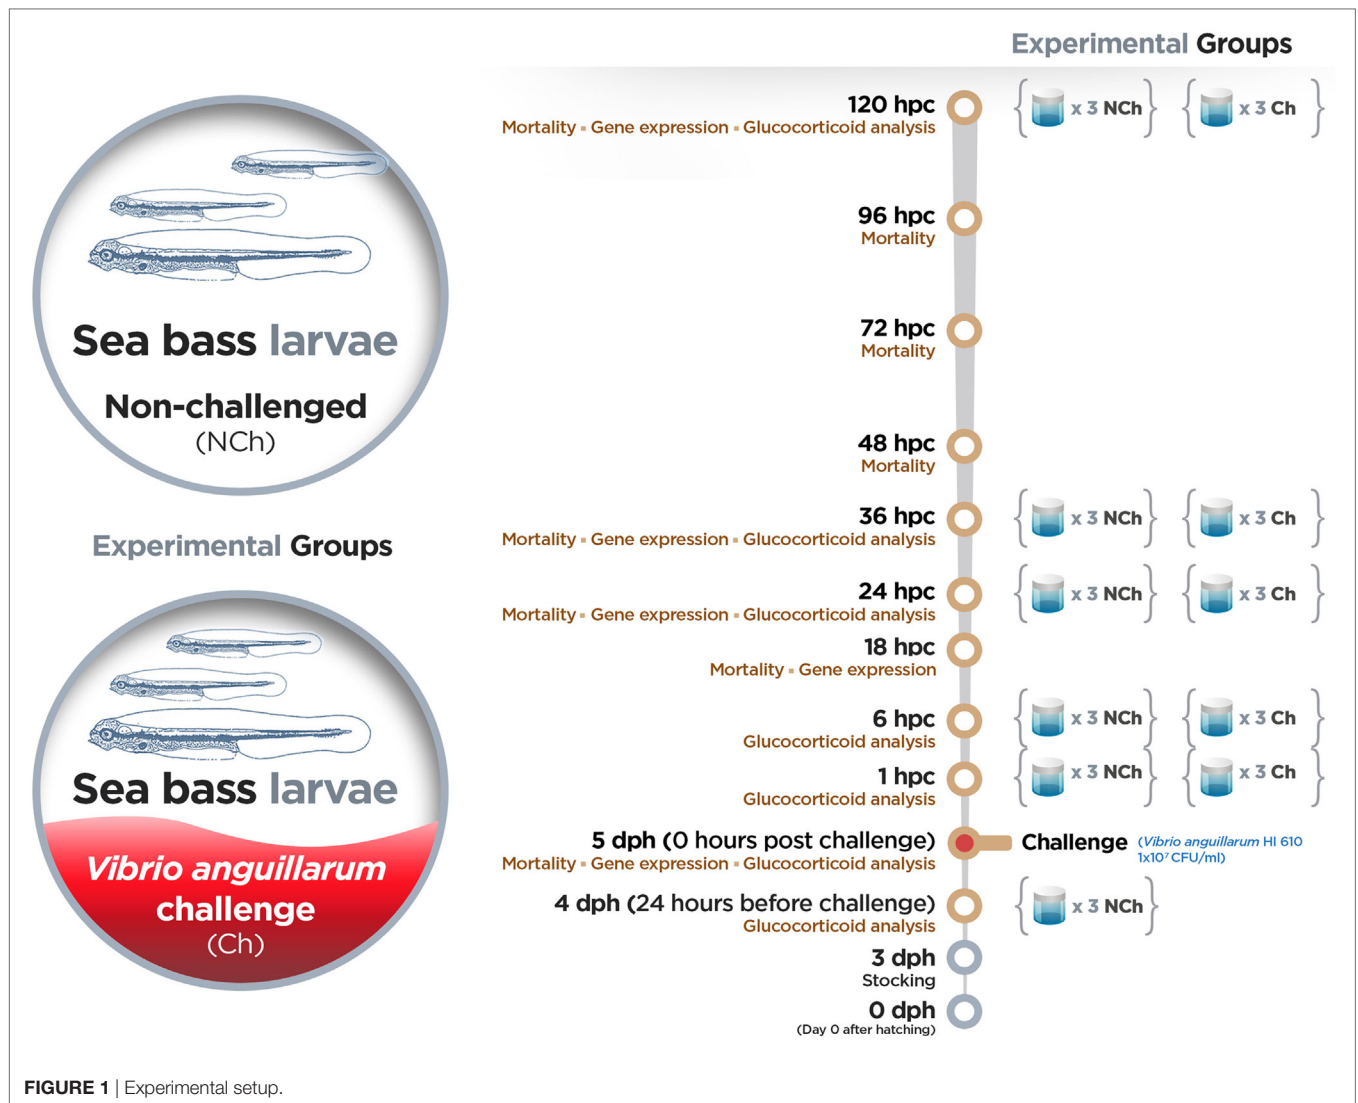 Sea bass larvae
Non-challenged
(NCh)
Experimental Groups
Sea bass larvae
Vibrio anguillarum
challenge
(Ch)
Experimental Groups
120 hpc
Mortality ▪ Gene expression ▪ Glucocorticoid analysis
x 3 NCh
x 3 Ch
96 hpc
Mortality
72 hpc
Mortality
48 hpc
Mortality
36 hpc
Mortality ▪ Gene expression ▪ Glucocorticoid analysis
x 3 NCh
x 3 Ch
24 hpc
Mortality ▪ Gene expression ▪ Glucocorticoid analysis
x 3 NCh
x 3 Ch
18 hpc
Mortality ▪ Gene expression
6 hpc
Glucocorticoid analysis
x 3 NCh
x 3 Ch
1 hpc
Glucocorticoid analysis
x 3 NCh
x 3 Ch
5 dph (0 hours post challenge)
Mortality ▪ Gene expression ▪ Glucocorticoid analysis
Challenge
(Vibrio anguillarum HI 610
1x10⁷ CFU/ml)
4 dph (24 hours before challenge)
Glucocorticoid analysis
x 3 NCh
3 dph
Stocking
0 dph
(Day 0 after hatching)
FIGURE 1 | Experimental setup.